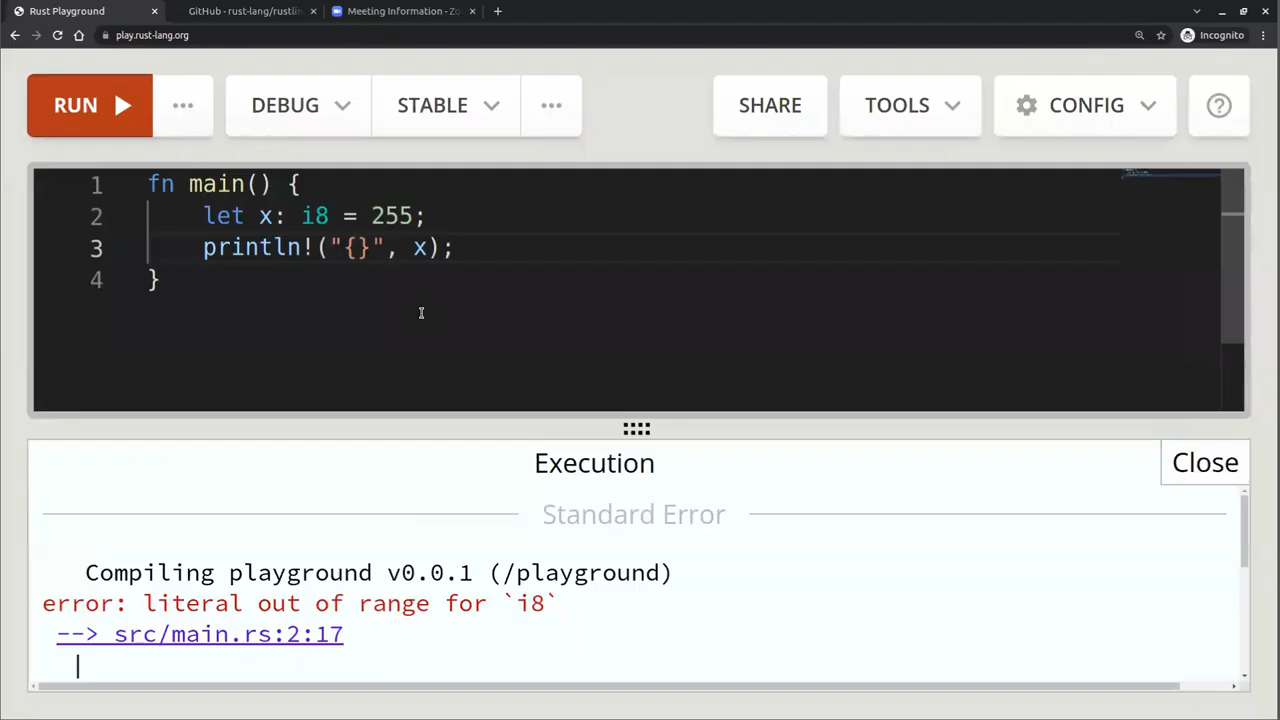 Rust Playground
GitHub - rust-lang/rustlin
Meeting Information - Zo
play.rust-lang.org
Incognito
RUN
DEBUG
STABLE
SHARE
TOOLS
CONFIG
1 fn main() {
2 let x: i8 = 255;
3 println!("{}", x);
4 }
Execution
Close
Standard Error
Compiling playground v0.0.1 (/playground)
error: literal out of range for `i8`
--> src/main.rs:2:17
|